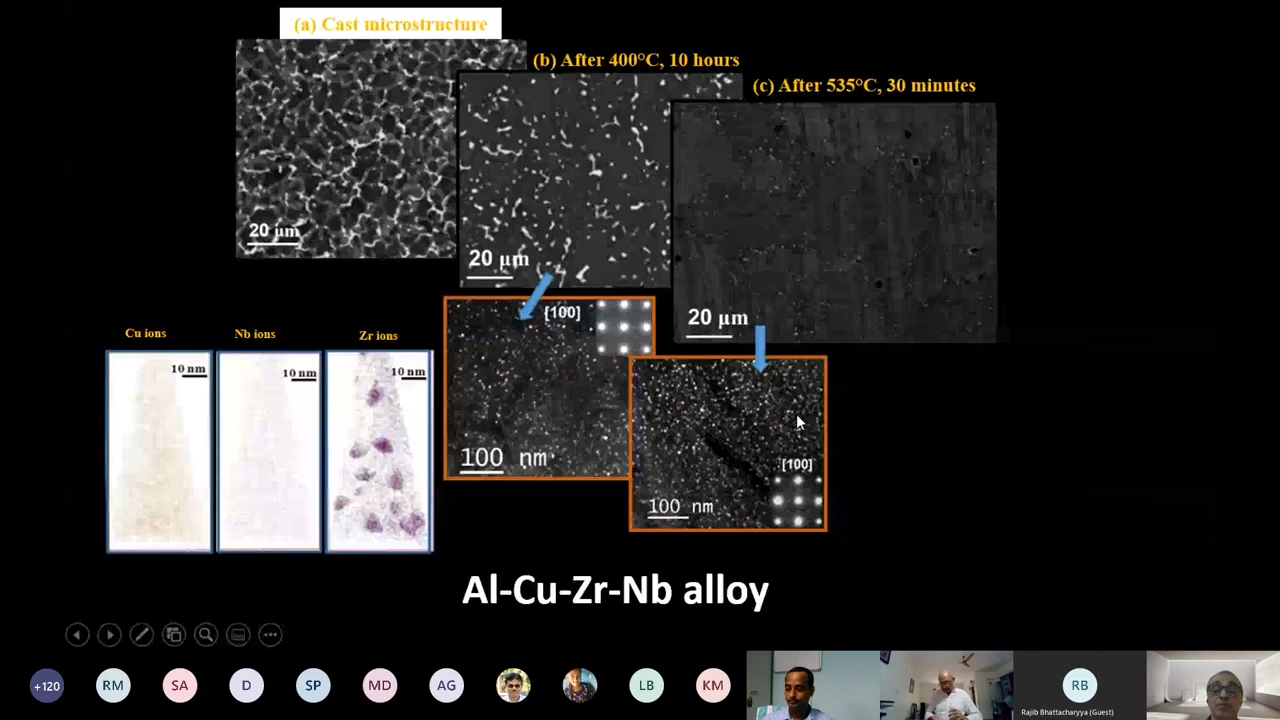 (a) Cast microstructure
(b) After 400°C, 10 hours
(c) After 535°C, 30 minutes
20 μm
20 μm
20 μm
[100]
Cu ions
Nb ions
Zr ions
10 nm
10 nm
10 nm
100 nm
[100]
100 nm
Al-Cu-Zr-Nb alloy
+120
RM
SA
D
SP
MD
AG
LB
KM
RB
Rajib Bhattacharyya (Guest)